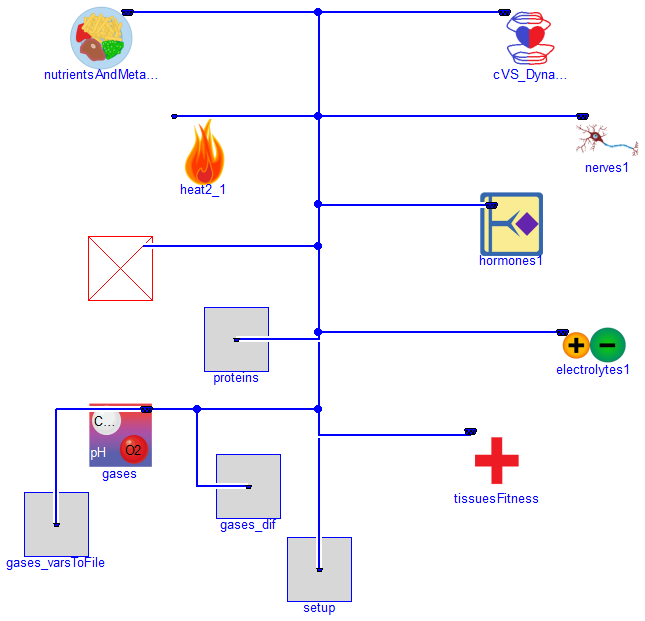 nutrientsAndMeta...
cVS_Dyna...
heat2_1
nerves1
hormones1
proteins
electrolytes1
C...
pH
O2
gases
tissuesFitness
gases_dif
gases_varsToFile
setup